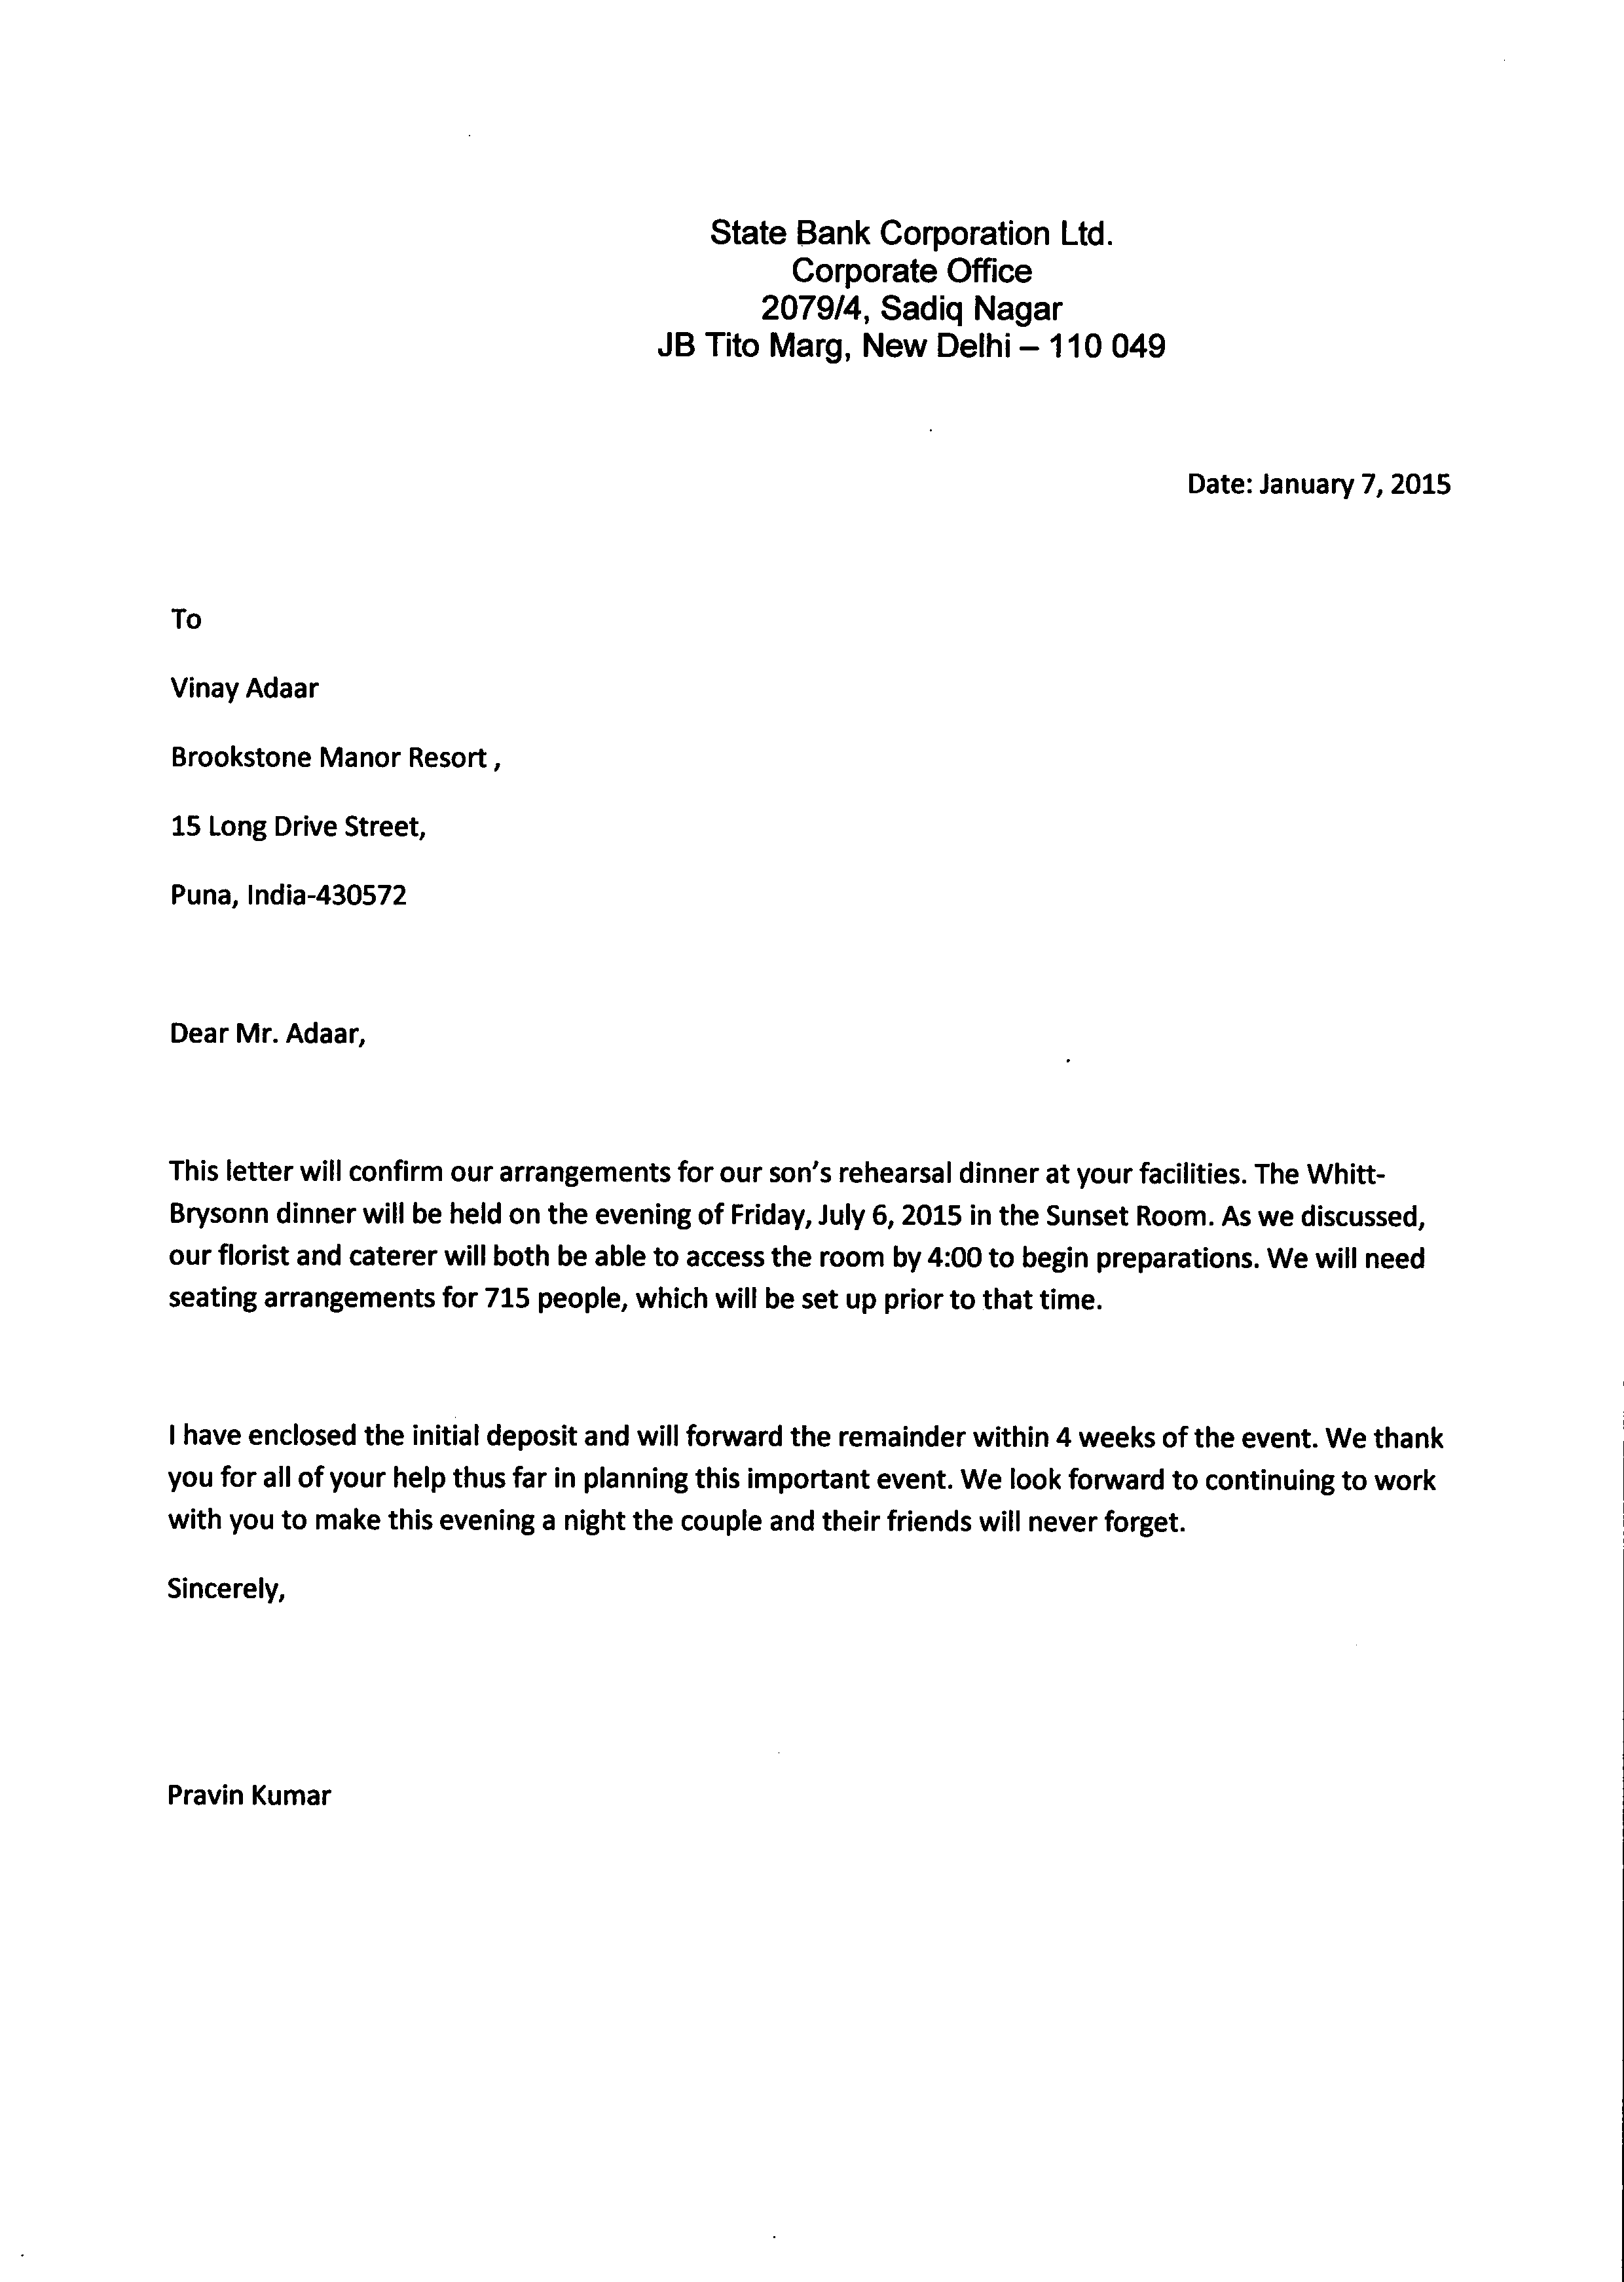 State Bank Corporation Ltd.
Corporate Office
2079/4, Sadiq Nagar
JB Tito Marg, New Delhi – 110 049
Date: January 7, 2015
To
Vinay Adaar
Brookstone Manor Resort ,
15 Long Drive Street,
Puna, India-430572
Dear Mr. Adaar,
This letter will confirm our arrangements for our son's rehearsal dinner at your facilities. The Whitt-
Brysonn dinner will be held on the evening of Friday, July 6, 2015 in the Sunset Room. As we discussed,
our florist and caterer will both be able to access the room by 4:00 to begin preparations. We will need
seating arrangements for 715 people, which will be set up prior to that time.
I have enclosed the initial deposit and will forward the remainder within 4 weeks of the event. We thank
you for all of your help thus far in planning this important event. We look forward to continuing to work
with you to make this evening a night the couple and their friends will never forget.
Sincerely,
Pravin Kumar